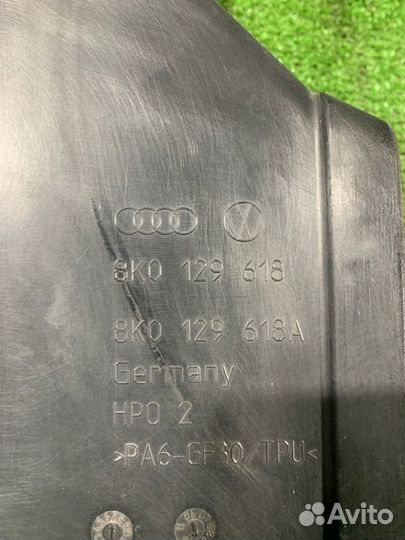 8K0 129 618
8K0 129 618A
Germany
HPO 2
>PA6-GF30/TPU<
Avito